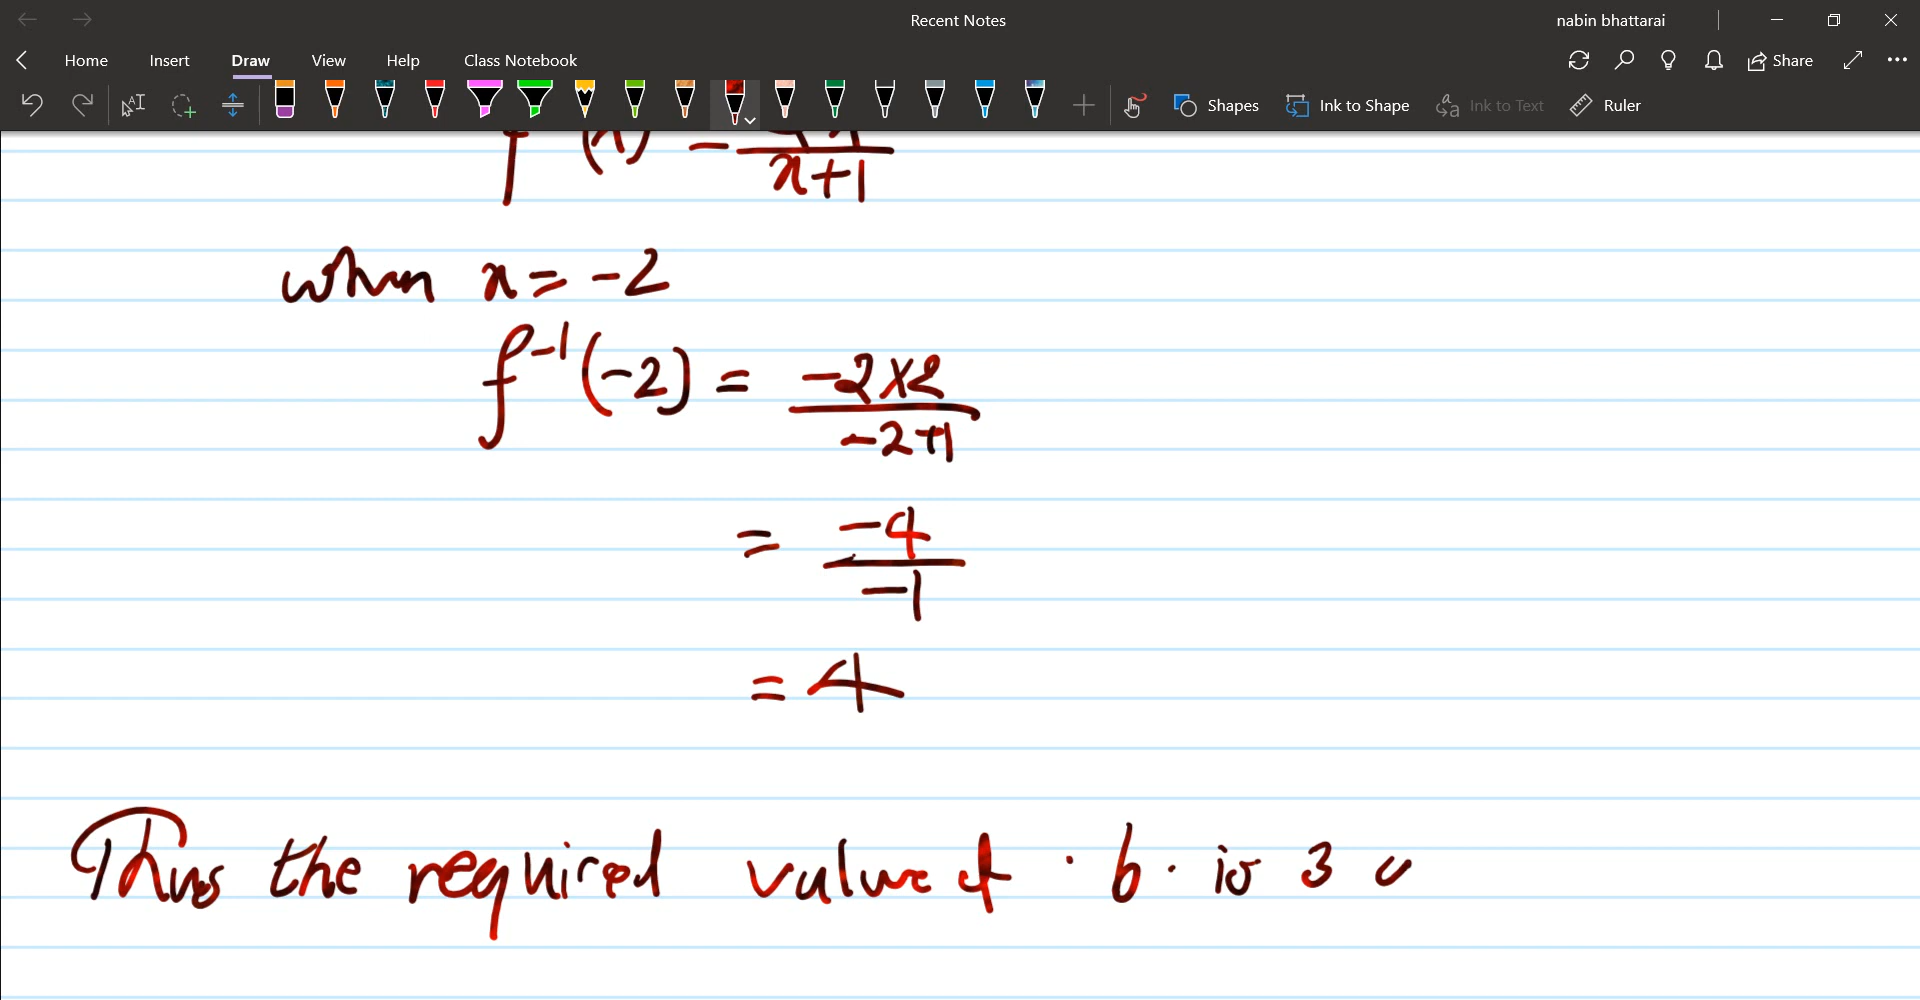 Recent Notes
nabin bhattarai
Home Insert Draw View Help Class Notebook
Share
Shapes Ink to Shape Ink to Text Ruler
x+1
when x = -2
f⁻¹(-2) = -2×2 / -2+1
= -4 / -1
= 4
Thus the required value of 'b' is 3